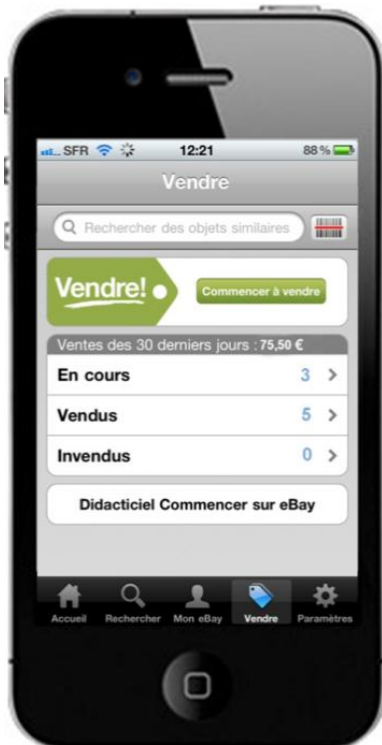 SFR 12:21 88 %
Vendre
Rechercher des objets similaires
Vendre!
Commencer à vendre
Ventes des 30 derniers jours : 75,50 €
En cours 3
Vendus 5
Invendus 0
Didacticiel Commencer sur eBay
Accueil Rechercher Mon eBay Vendre Paramètres